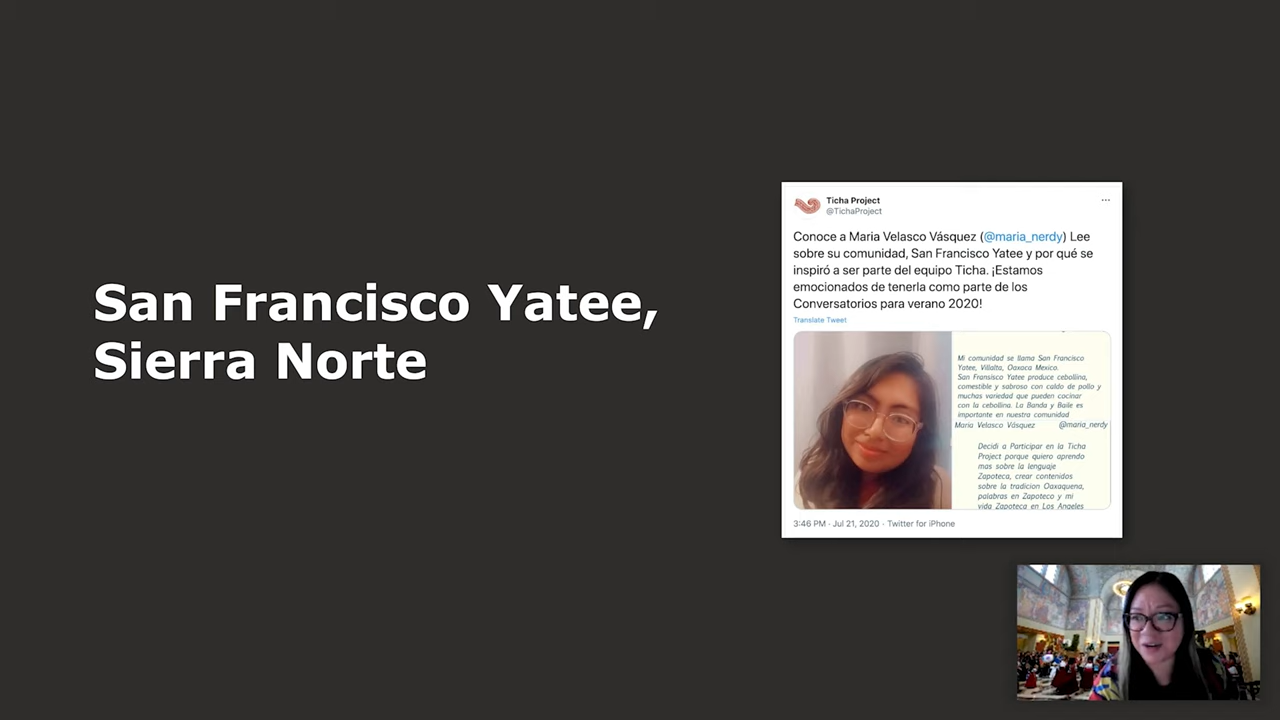 San Francisco Yatee,
Sierra Norte
Ticha Project
@TichaProject
Conoce a Maria Velasco Vásquez (@maria_nerdy) Lee
sobre su comunidad, San Francisco Yatee y por qué se
inspiró a ser parte del equipo Ticha. ¡Estamos
emocionados de tenerla como parte de los
Conversatorios para verano 2020!
Translate Tweet
Mi comunidad se llama San Francisco
Yatee, Villalta, Oaxaca Mexico.
San Fransisco Yatee produce cebollina,
comestible y sabroso con caldo de pollo y
muchas variedad que pueden cocinar
con la cebollina. La Banda y Baile es
importante en nuestra comunidad
Maria Velasco Vásquez @maria_nerdy
Decidi a Participar en la Ticha
Project porque quiero aprendo
mas sobre la lenguaje
Zapoteca, crear contenidos
sobre la tradicion Oaxaquena,
palabras en Zapoteco y mi
vida Zapoteca en Los Angeles
3:46 PM · Jul 21, 2020 · Twitter for iPhone